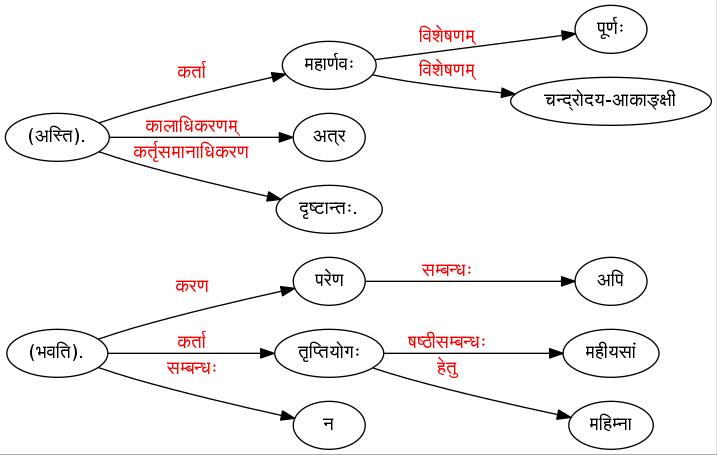 पूर्णः
विशेषणम्
महार्णवः
विशेषणम्
कर्ता
चन्द्रोदय-आकाङ्क्षी
(अस्ति).
कालाधिकरणम्
अत्र
कर्तृसमानाधिकरण
दृष्टान्तः.
करण
परेण
सम्बन्धः
अपि
(भवति).
कर्ता
तृप्तियोगः
षष्ठीसम्बन्धः
महीयसां
सम्बन्धः
हेतु
न
महिम्ना